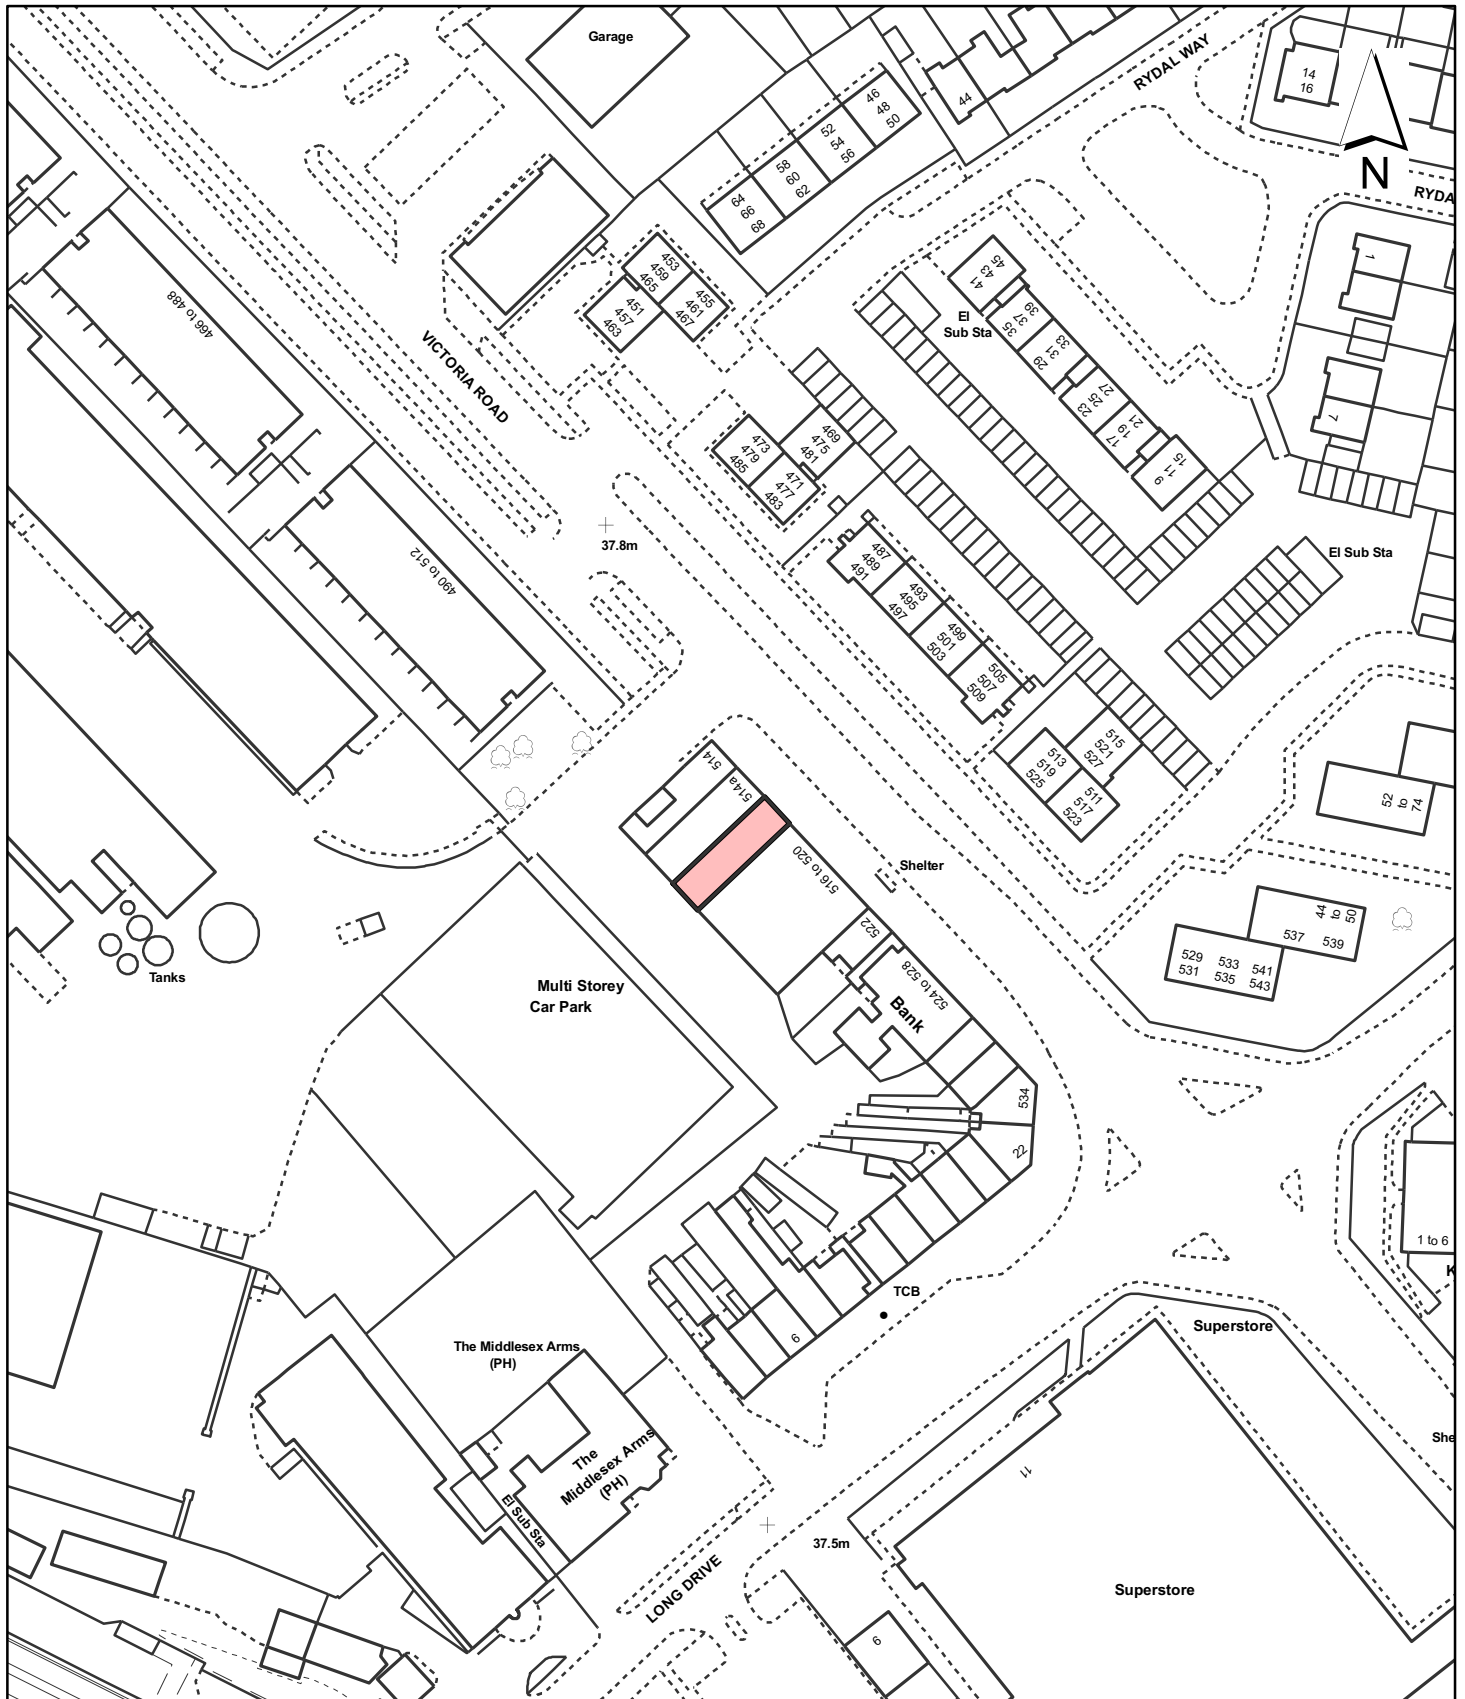 Garage
RYDAL WAY
14
16
N
RYDA
44
46
48
50
52
54
56
58
60
62
64
66
68
1
7
453
459
465
455
461
467
451
457
463
45
43
41
El
Sub Sta
39
37
35
33
31
29
27
25
23
21
19
17
15
11
9
466 to 488
VICTORIA ROAD
469
475
481
473
479
485
471
477
483
490 to 512
37.8m
El Sub Sta
487
489
491
493
495
497
499
501
503
505
507
509
515
521
527
513
519
525
511
517
523
52
to
74
514
514a
516 to 520
Shelter
522
524 to 528
Bank
44
to
50
537
539
529
533
541
531
535
543
Tanks
Multi Storey
Car Park
534
22
1 to 6
K
TCB
6
Superstore
The Middlesex Arms
(PH)
The
Middlesex Arms
(PH)
El Sub Sta
She
11
37.5m
LONG DRIVE
Superstore
6